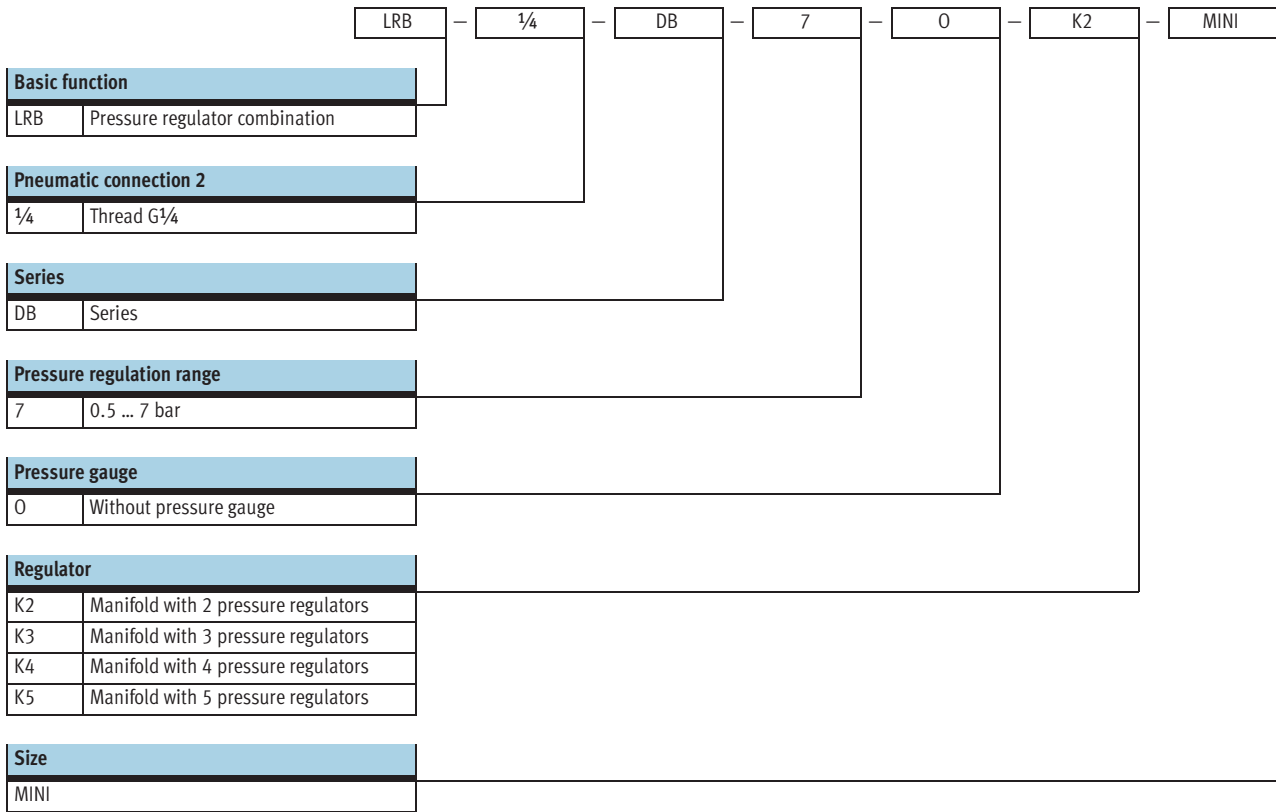 LRB – ¼ – DB – 7 – O – K2 – MINI
Basic function
LRB Pressure regulator combination
Pneumatic connection 2
¼ Thread G¼
Series
DB Series
Pressure regulation range
7 0.5 … 7 bar
Pressure gauge
O Without pressure gauge
Regulator
K2 Manifold with 2 pressure regulators
K3 Manifold with 3 pressure regulators
K4 Manifold with 4 pressure regulators
K5 Manifold with 5 pressure regulators
Size
MINI